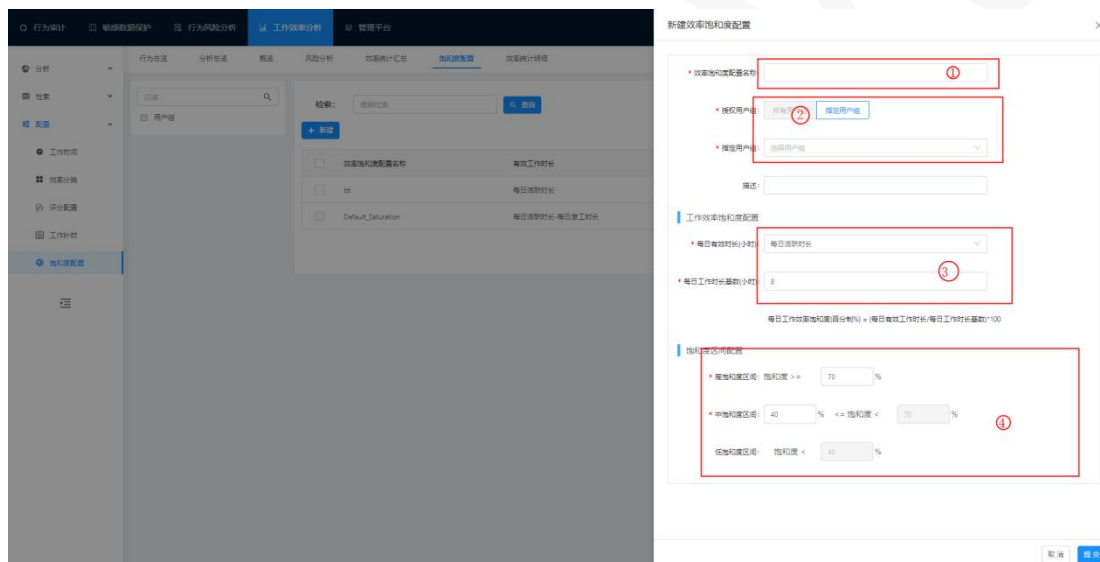 行为审计 敏感数据保护 行为风险分析 工作效率分析 管理平台
新建效率饱和度配置
行为总览 分析总览 概览 风险分析 效率统计汇总 饱和度配置 效率统计明细
分析
检索
配置
工作时间
效率分类
评分配置
工作补时
饱和度配置
过滤
用户组
检索: 模糊检索 查询
+ 新建
效率饱和度配置名称 有效工作时长
ttt 每日活跃时长
Default_Saturation 每日活跃时长-每日怠工时长
* 效率饱和度配置名称: ①
* 授权用户组: 所有用户组 ② 指定用户组
* 指定用户组: 选择用户组
描述:
工作效率饱和度配置
* 每日有效时长(小时): 每日活跃时长
③
* 每日工作时长基数(小时): 8
每日工作效率饱和度(百分制%) = (每日有效工作时长/每日工作时长基数)*100
饱和度区间配置
* 高饱和度区间: 饱和度 >= 70 %
* 中饱和度区间: 40 % <= 饱和度 < 70 %
④
低饱和度区间: 饱和度 < 40 %
取消 提交